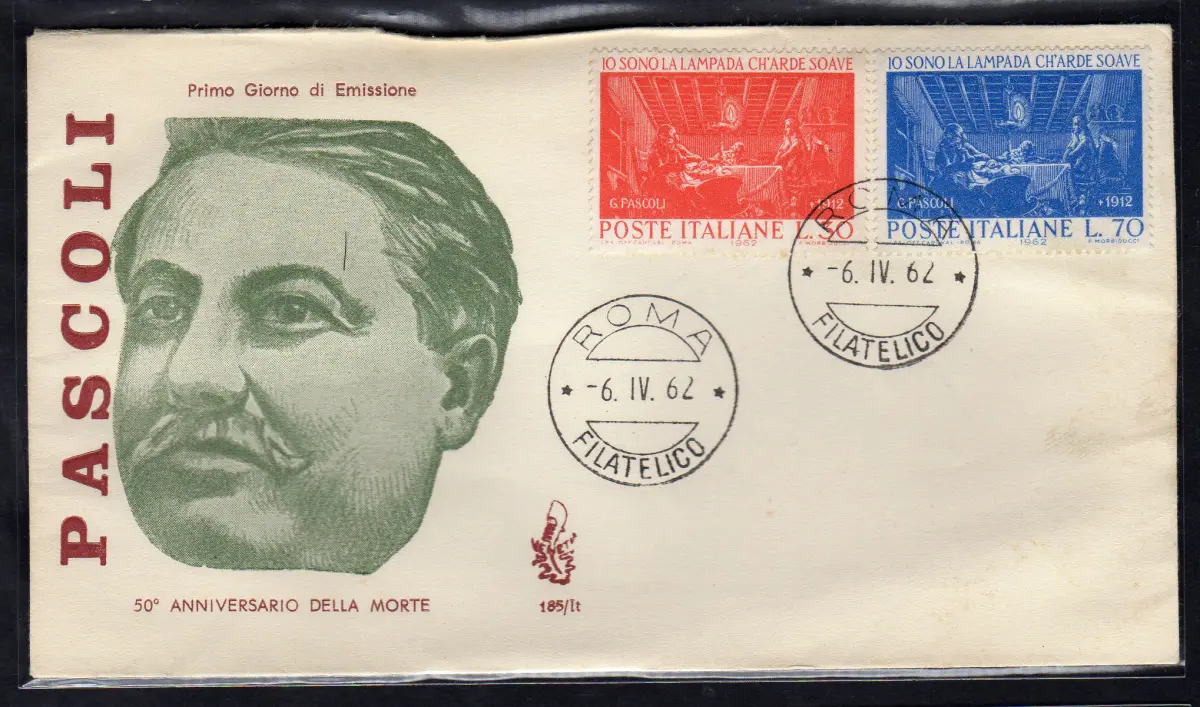 Primo Giorno di Emissione
PASCOLI
50° ANNIVERSARIO DELLA MORTE
IO SONO LA LAMPADA CH'ARDE SOAVE
G. PASCOLI +1912
POSTE ITALIANE L. 30
1962
IO SONO LA LAMPADA CH'ARDE SOAVE
G. PASCOLI +1912
POSTE ITALIANE L. 70
1962 F. MORBIDUCCI
ROMA
-6. IV. 62
FILATELICO
ROMA
-6. IV. 62
FILATELICO
VENETIA
185/It